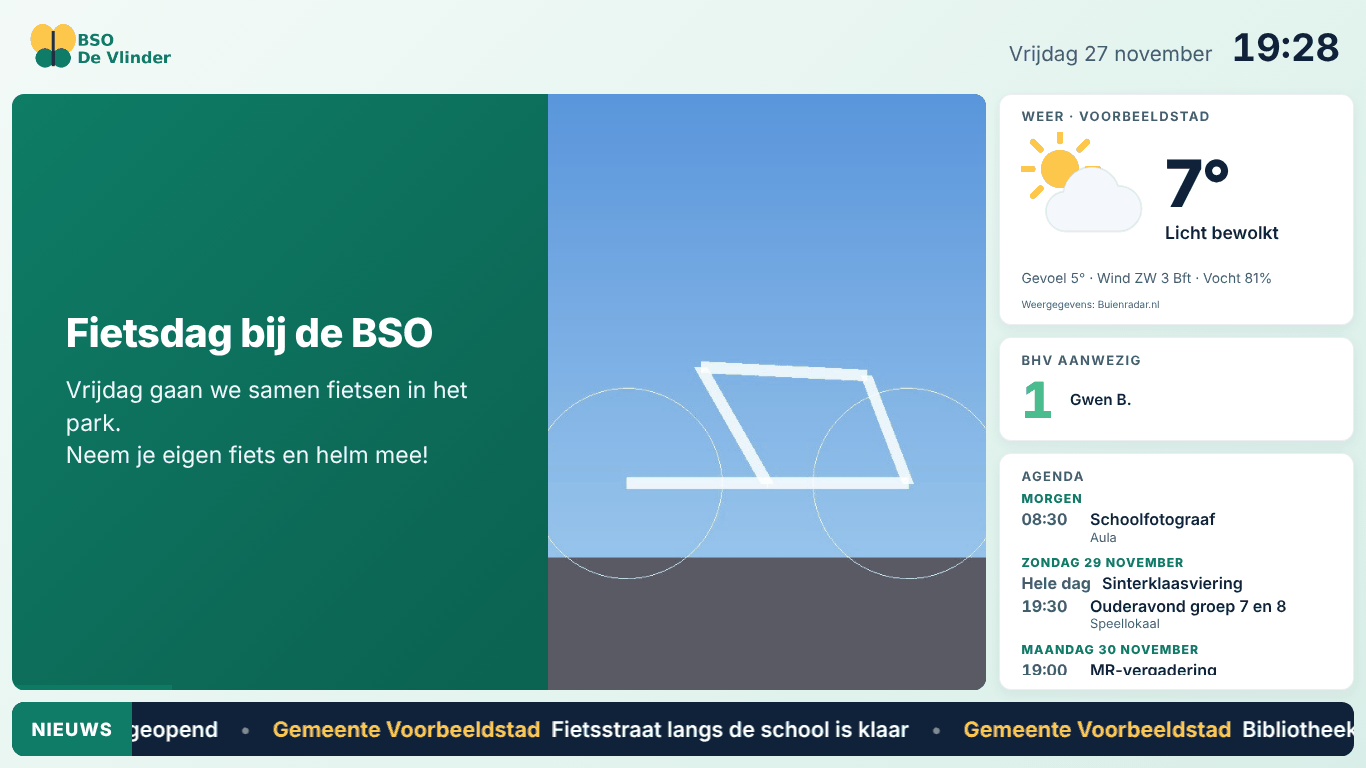 BSO
De Vlinder
Vrijdag 27 november 19:28
Fietsdag bij de BSO
Vrijdag gaan we samen fietsen in het
park.
Neem je eigen fiets en helm mee!
WEER · VOORBEELDSTAD
7°
Licht bewolkt
Gevoel 5° · Wind ZW 3 Bft · Vocht 81%
Weergegevens: Buienradar.nl
BHV AANWEZIG
1 Gwen B.
AGENDA
MORGEN
08:30 Schoolfotograaf
Aula
ZONDAG 29 NOVEMBER
Hele dag Sinterklaasviering
19:30 Ouderavond groep 7 en 8
Speellokaal
MAANDAG 30 NOVEMBER
19:00 MR-vergadering
NIEUWS geopend • Gemeente Voorbeeldstad Fietsstraat langs de school is klaar • Gemeente Voorbeeldstad Bibliotheek